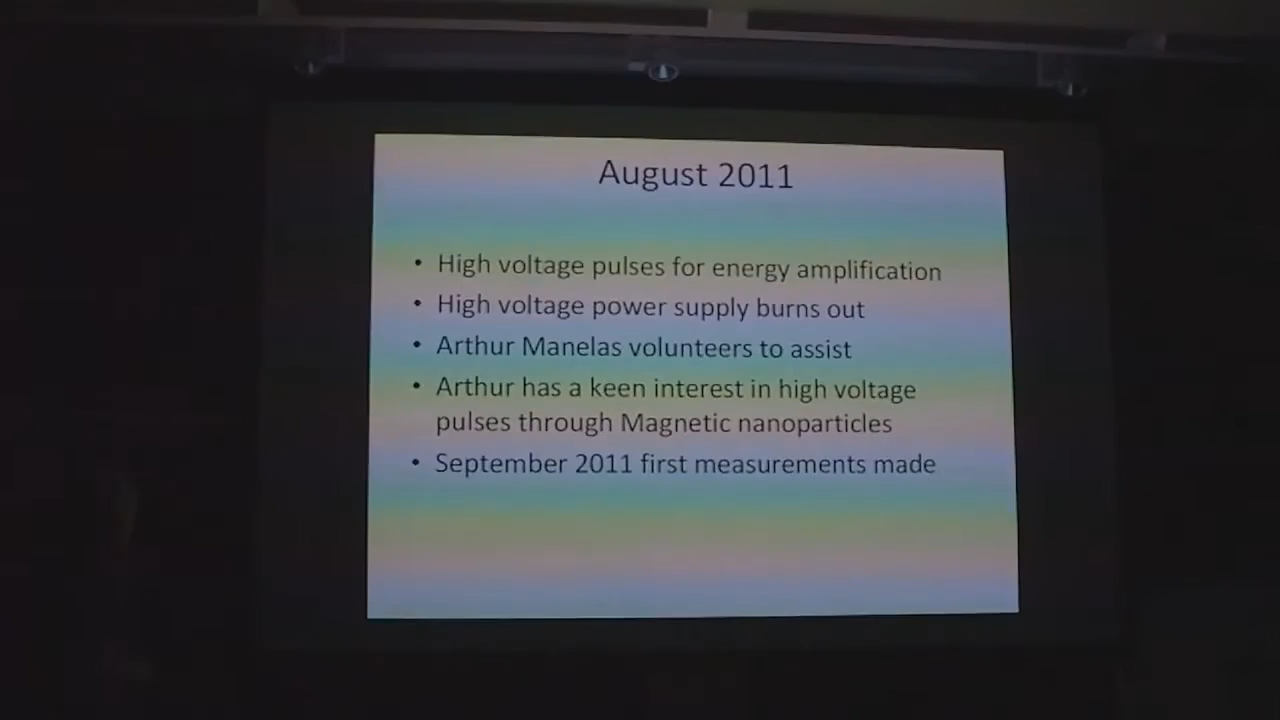 August 2011
• High voltage pulses for energy amplification
• High voltage power supply burns out
• Arthur Manelas volunteers to assist
• Arthur has a keen interest in high voltage
pulses through Magnetic nanoparticles
• September 2011 first measurements made